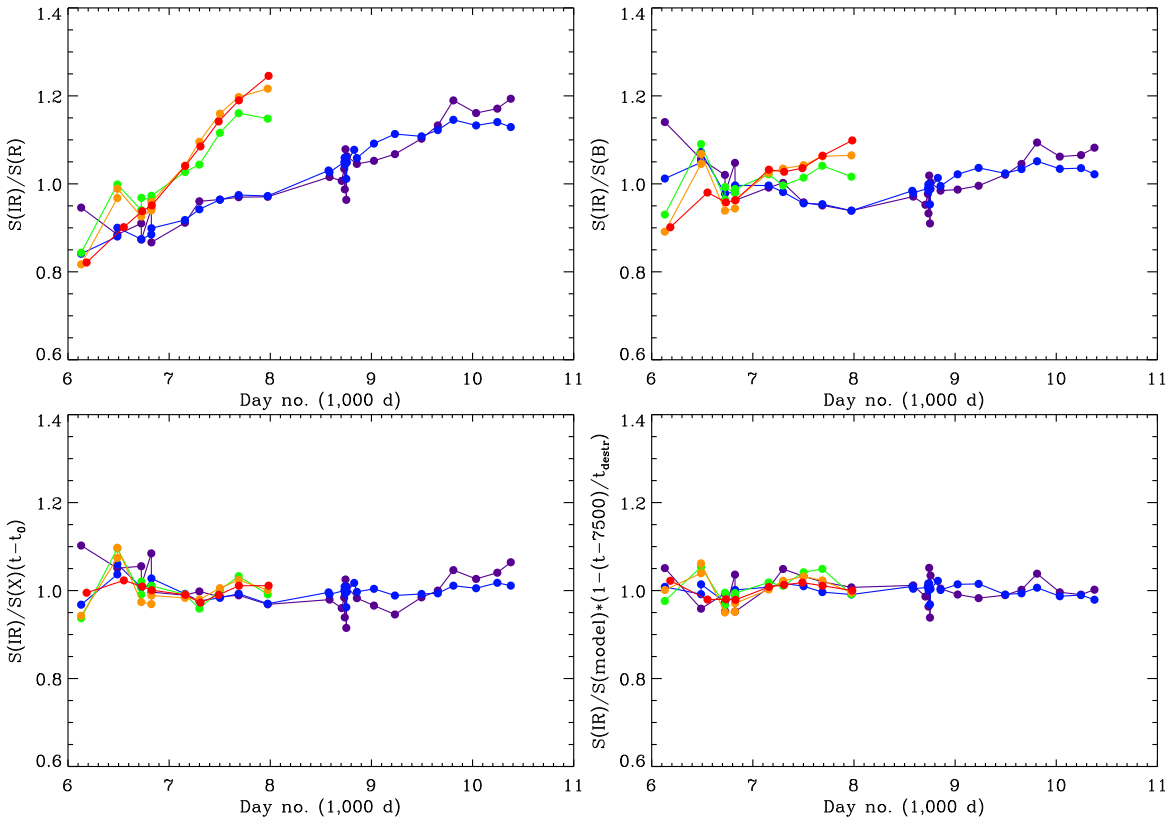 1.4
1.2
1.0
0.8
0.6
S(IR)/S(R)
6 7 8 9 10 11
Day no. (1,000 d)
1.4
1.2
1.0
0.8
0.6
S(IR)/S(B)
6 7 8 9 10 11
Day no. (1,000 d)
1.4
1.2
1.0
0.8
0.6
S(IR)/S(X)(t-t0)
6 7 8 9 10 11
Day no. (1,000 d)
1.4
1.2
1.0
0.8
0.6
S(IR)/S(model)*(1-(t-7500)/tdestr)
6 7 8 9 10 11
Day no. (1,000 d)